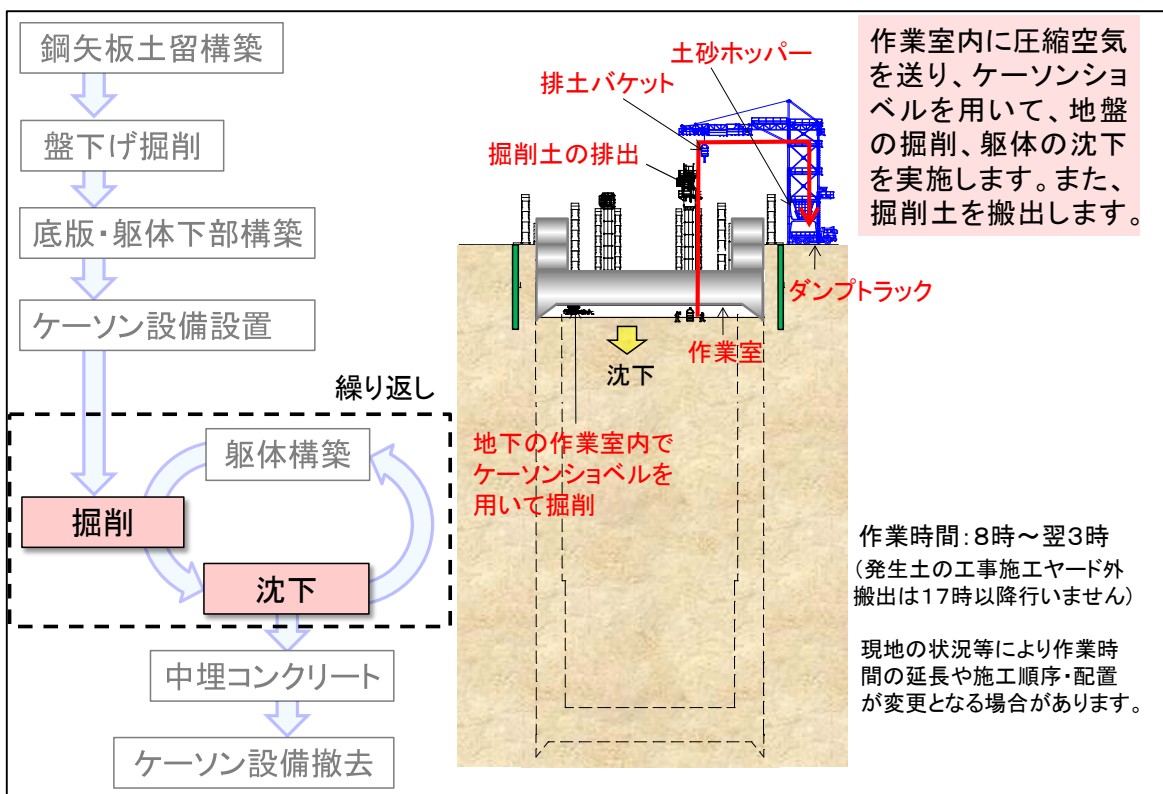 鋼矢板土留構築
盤下げ掘削
底版・躯体下部構築
ケーソン設備設置
繰り返し
躯体構築
掘削
沈下
中埋コンクリート
ケーソン設備撤去
土砂ホッパー
排土バケット
掘削土の排出
ダンプトラック
作業室
沈下
地下の作業室内で
ケーソンショベルを
用いて掘削
作業室内に圧縮空気
を送り、ケーソンショ
ベルを用いて、地盤
の掘削、躯体の沈下
を実施します。また、
掘削土を搬出します。
作業時間：８時～翌３時
（発生土の工事施工ヤード外
搬出は１７時以降行いません）
現地の状況等により作業時
間の延長や施工順序・配置
が変更となる場合があります。